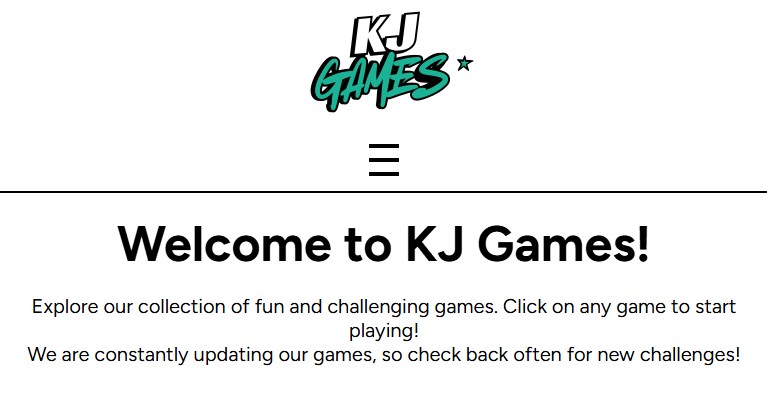 KJ
GAMES
Welcome to KJ Games!
Explore our collection of fun and challenging games. Click on any game to start
playing!
We are constantly updating our games, so check back often for new challenges!